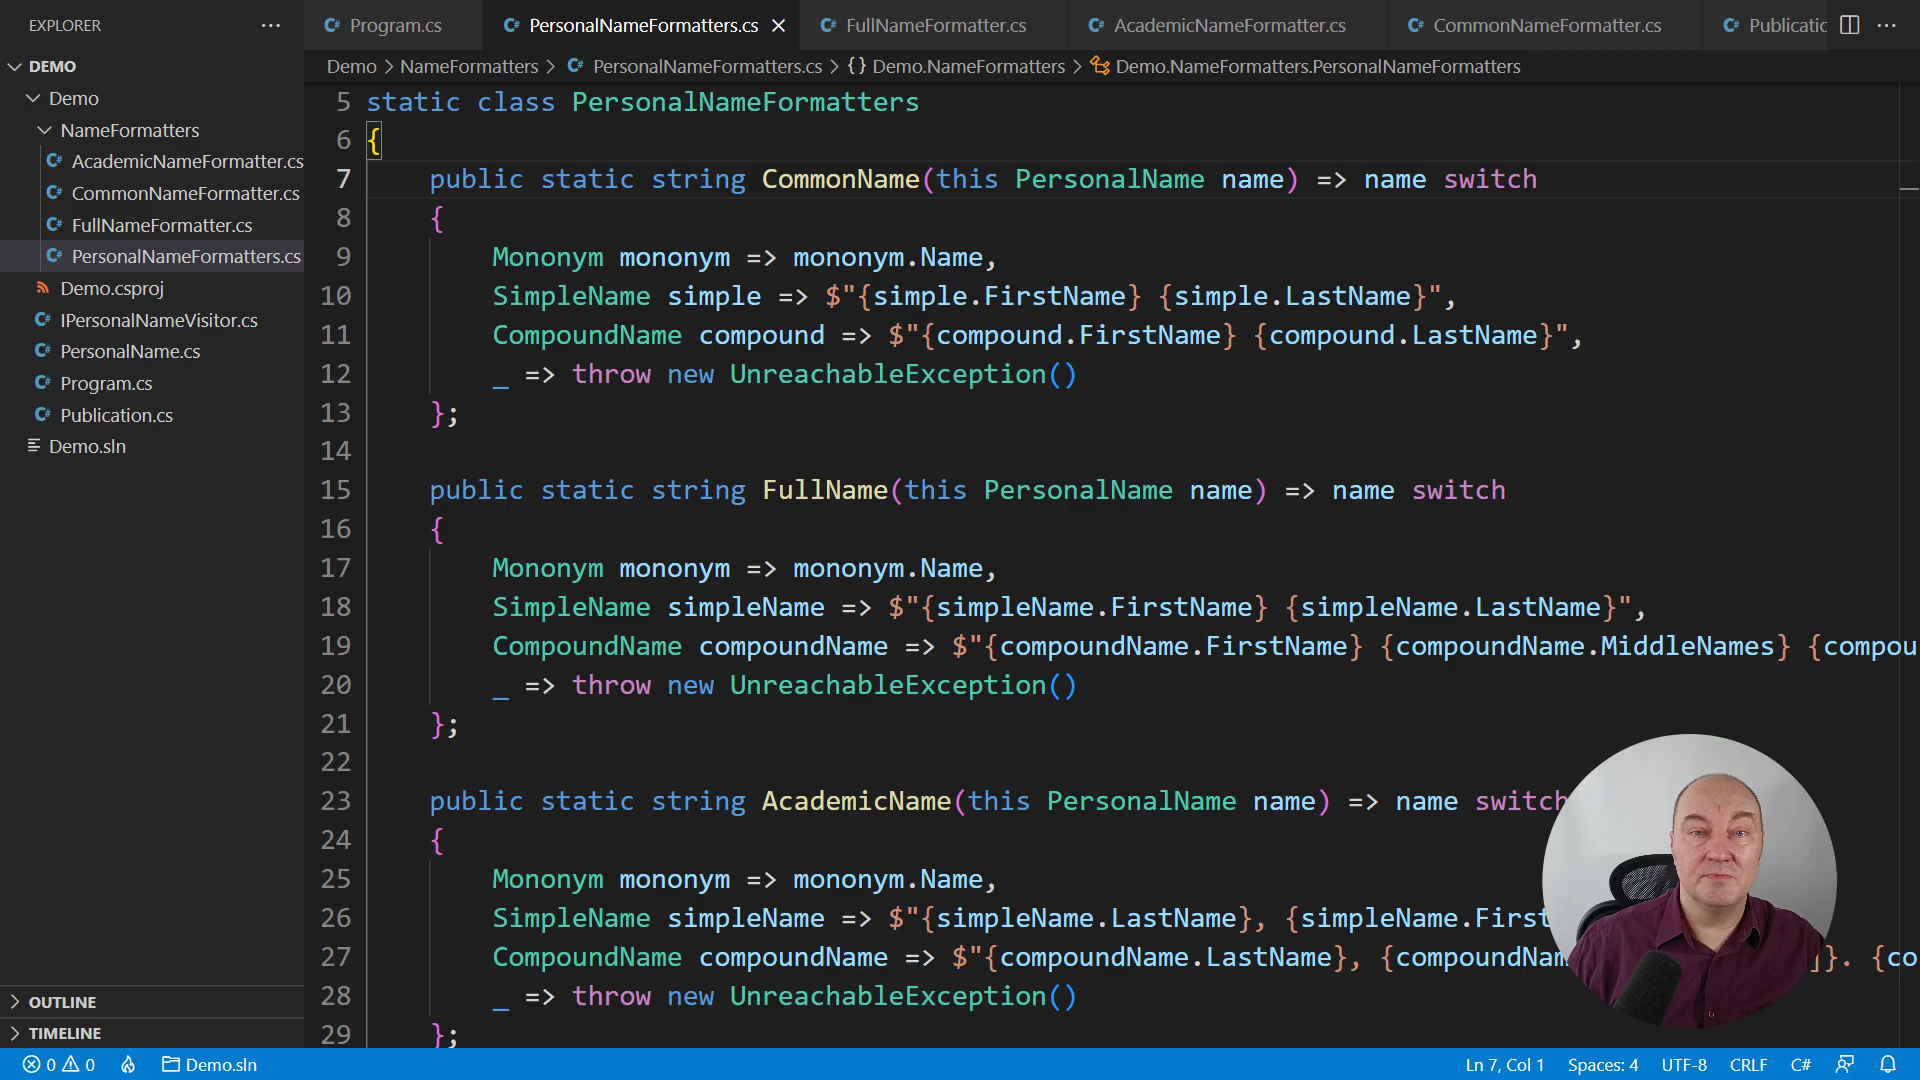 EXPLORER
DEMO
Demo
NameFormatters
AcademicNameFormatter.cs
CommonNameFormatter.cs
FullNameFormatter.cs
PersonalNameFormatters.cs
Demo.csproj
IPersonalNameVisitor.cs
PersonalName.cs
Program.cs
Publication.cs
Demo.sln
OUTLINE
TIMELINE
Program.cs PersonalNameFormatters.cs FullNameFormatter.cs AcademicNameFormatter.cs CommonNameFormatter.cs Publicatic
Demo > NameFormatters > PersonalNameFormatters.cs > {} Demo.NameFormatters > Demo.NameFormatters.PersonalNameFormatters
5 static class PersonalNameFormatters
6 {
7 public static string CommonName(this PersonalName name) => name switch
8 {
9 Mononym mononym => mononym.Name,
10 SimpleName simple => $"{simple.FirstName} {simple.LastName}",
11 CompoundName compound => $"{compound.FirstName} {compound.LastName}",
12 _ => throw new UnreachableException()
13 };
14
15 public static string FullName(this PersonalName name) => name switch
16 {
17 Mononym mononym => mononym.Name,
18 SimpleName simpleName => $"{simpleName.FirstName} {simpleName.LastName}",
19 CompoundName compoundName => $"{compoundName.FirstName} {compoundName.MiddleNames} {compou
20 _ => throw new UnreachableException()
21 };
22
23 public static string AcademicName(this PersonalName name) => name switch
24 {
25 Mononym mononym => mononym.Name,
26 SimpleName simpleName => $"{simpleName.LastName}, {simpleName.First
27 CompoundName compoundName => $"{compoundName.LastName}, {compoundNam ]}. {co
28 _ => throw new UnreachableException()
29 };
0 0 Demo.sln Ln 7, Col 1 Spaces: 4 UTF-8 CRLF C#